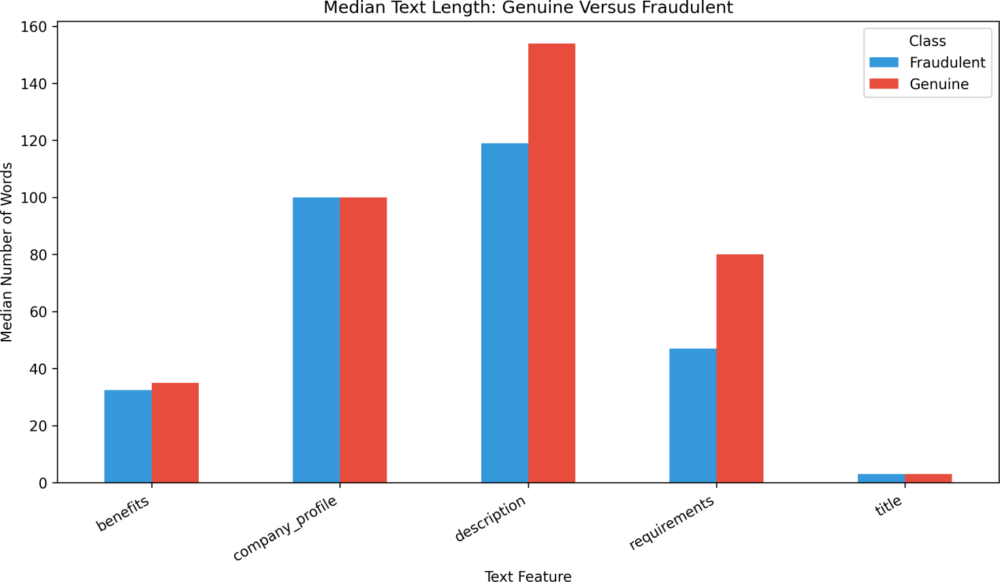 Median Text Length: Genuine Versus Fraudulent
160
140
120
100
80
60
40
20
0
Median Number of Words
Class
Fraudulent
Genuine
benefits
company_profile
description
requirements
title
Text Feature